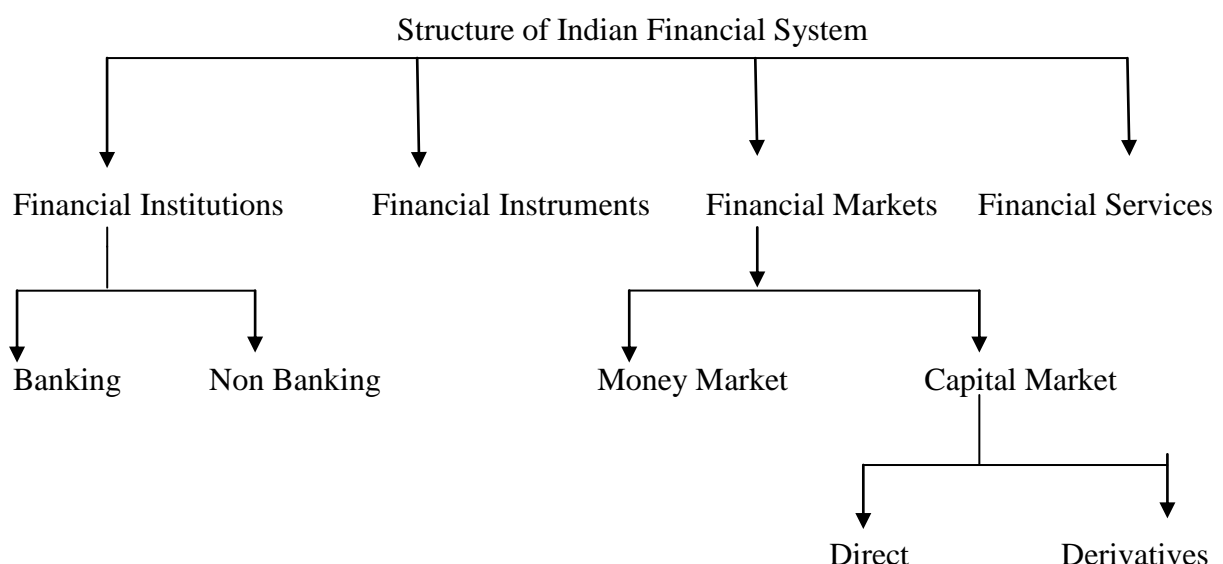 Structure of Indian Financial System
Financial Institutions Financial Instruments Financial Markets Financial Services
Banking Non Banking Money Market Capital Market
Direct Derivatives